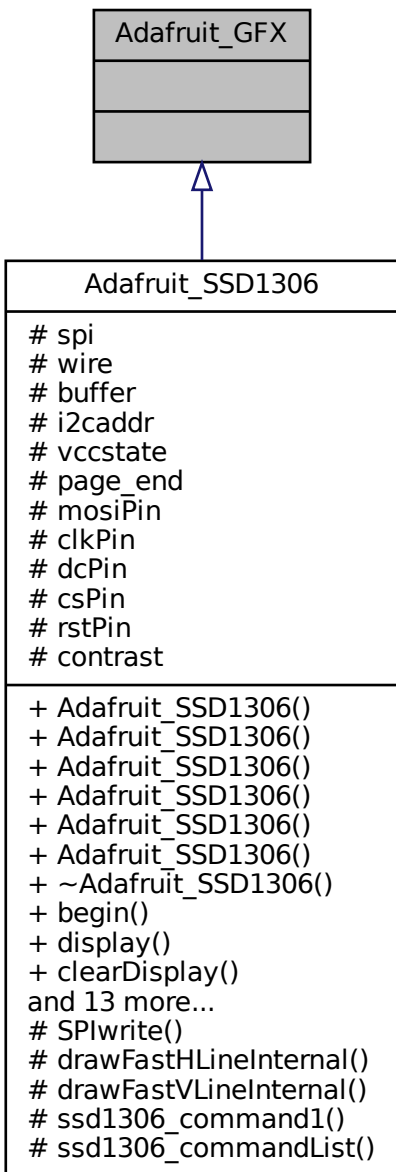 Adafruit_GFX
Adafruit_SSD1306
# spi
# wire
# buffer
# i2caddr
# vccstate
# page_end
# mosiPin
# clkPin
# dcPin
# csPin
# rstPin
# contrast
+ Adafruit_SSD1306()
+ Adafruit_SSD1306()
+ Adafruit_SSD1306()
+ Adafruit_SSD1306()
+ Adafruit_SSD1306()
+ Adafruit_SSD1306()
+ ~Adafruit_SSD1306()
+ begin()
+ display()
+ clearDisplay()
and 13 more...
# SPIwrite()
# drawFastHLineInternal()
# drawFastVLineInternal()
# ssd1306_command1()
# ssd1306_commandList()